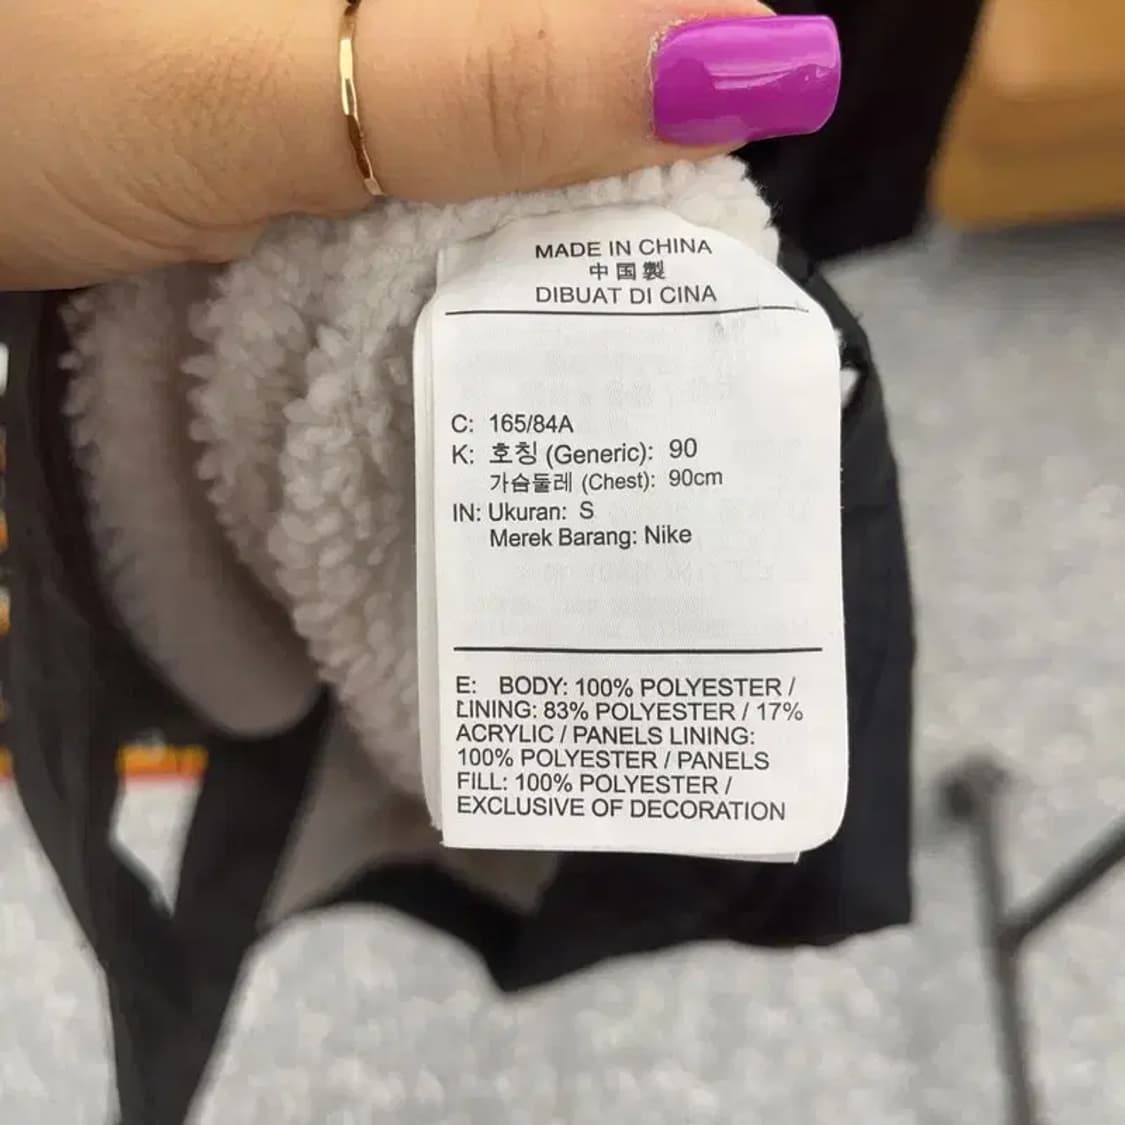 MADE IN CHINA
中国製
DIBUAT DI CINA
C: 165/84A
K: 호칭 (Generic): 90
가슴둘레 (Chest): 90cm
IN: Ukuran: S
Merek Barang: Nike
E: BODY: 100% POLYESTER /
LINING: 83% POLYESTER / 17%
ACRYLIC / PANELS LINING:
100% POLYESTER / PANELS
FILL: 100% POLYESTER /
EXCLUSIVE OF DECORATION